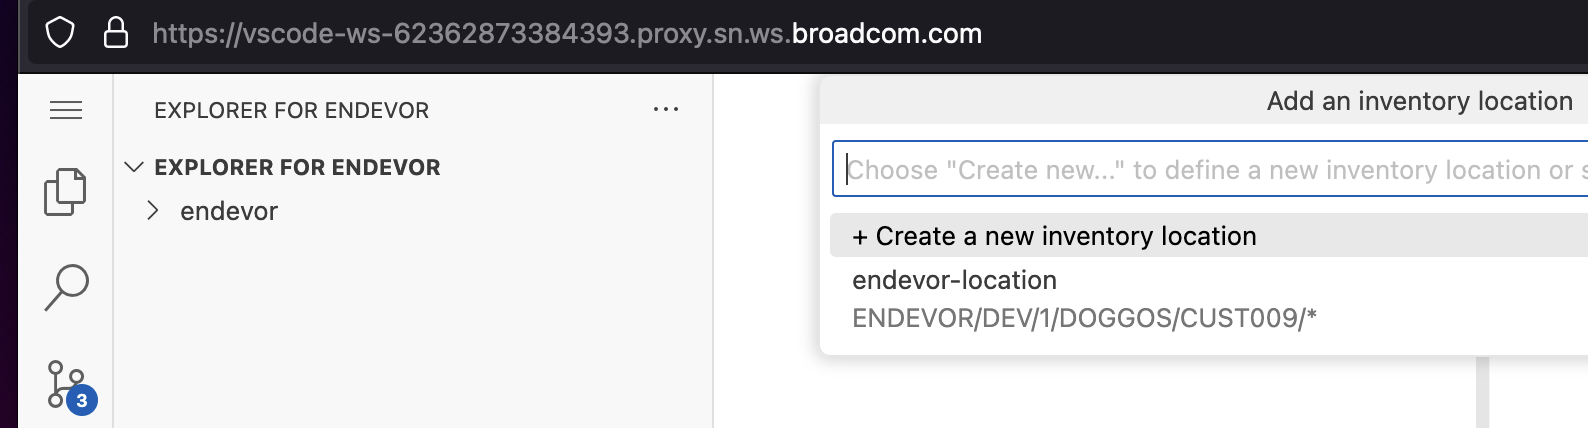 https://vscode-ws-62362873384393.proxy.sn.ws.broadcom.com
EXPLORER FOR ENDEVOR
EXPLORER FOR ENDEVOR
endevor
3
Add an inventory location
Choose "Create new..." to define a new inventory location or
+ Create a new inventory location
endevor-location
ENDEVOR/DEV/1/DOGGOS/CUST009/*